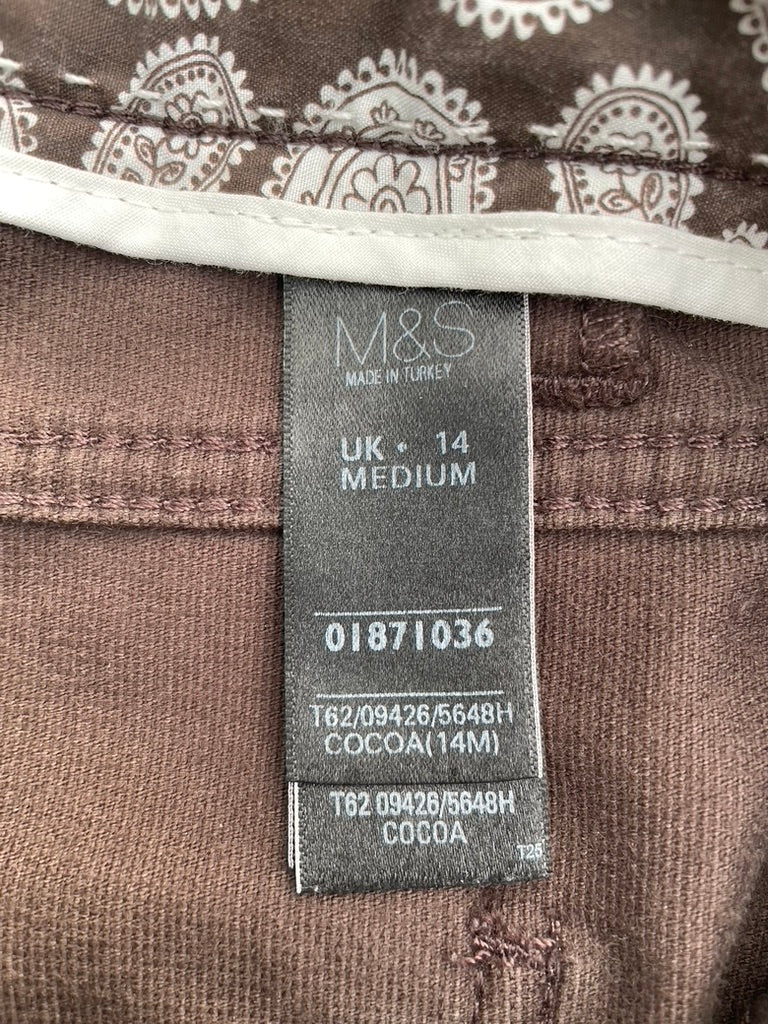 M&S
MADE IN TURKEY
UK • 14
MEDIUM
01871036
T62/09426/5648H
COCOA(14M)
T62 09426/5648H
COCOA
T25